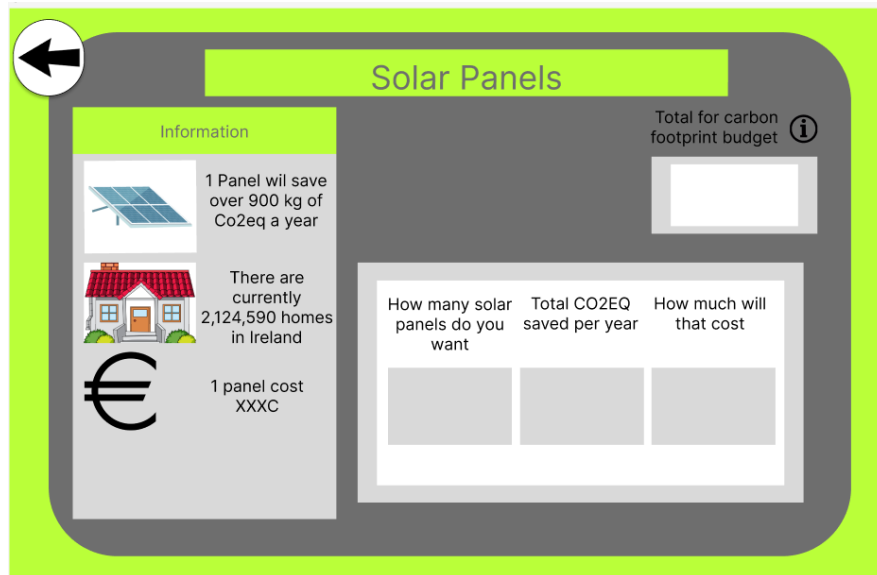 Solar Panels
Information
1 Panel wil save
over 900 kg of
Co2eq a year
There are
currently
2,124,590 homes
in Ireland
€
1 panel cost
XXXC
Total for carbon
footprint budget
i
How many solar
panels do you
want
Total CO2EQ
saved per year
How much will
that cost